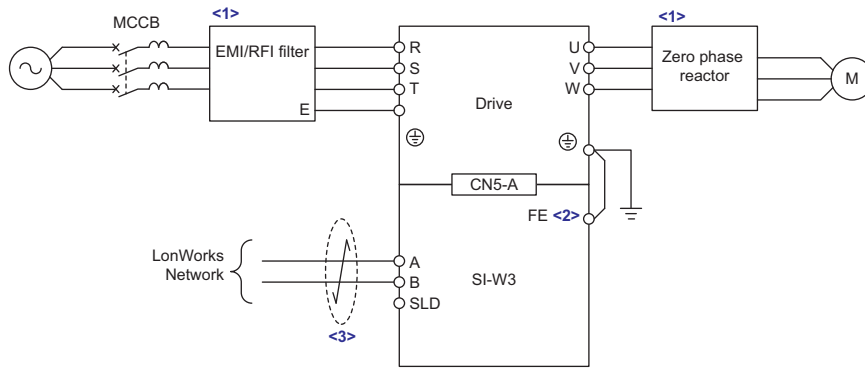 MCCB
<1>
EMI/RFI filter
E
R
S
T
Drive
U
V
W
<1>
Zero phase
reactor
M
CN5-A
FE <2>
LonWorks
Network
A
B
SLD
SI-W3
<3>